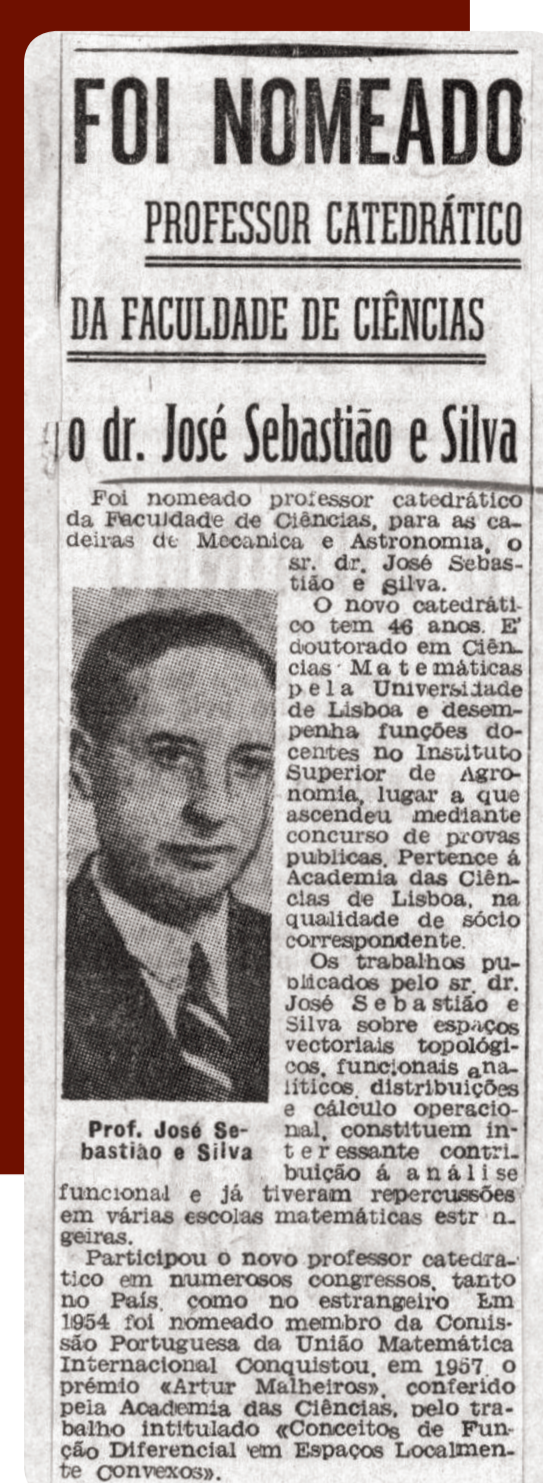 FOI NOMEADO
PROFESSOR CATEDRÁTICO
DA FACULDADE DE CIÊNCIAS
o dr. José Sebastião e Silva
Foi nomeado professor catedrático
da Faculdade de Ciências, para as ca-
deiras de Mecanica e Astronomia, o
sr. dr. José Sebas-
tião e Silva.
O novo catedráti-
co tem 46 anos. E'
doutorado em Ciên-
cias Matemáticas
pela Universidade
de Lisboa e desem-
penha funções do-
centes no Instituto
Superior de Agro-
nomia, lugar a que
ascendeu mediante
concurso de provas
publicas. Pertence á
Academia das Ciên-
cias de Lisboa, na
qualidade de sócio
correspondente.
Os trabalhos pu-
blicados pelo sr. dr.
José Sebastião e
Silva sobre espaços
vectoriais topológi-
cos, funcionais ana-
líticos, distribuições
e cálculo operacio-
nal, constituem in-
teressante contri-
buição á análise
funcional e já tiveram repercussões
em várias escolas matemáticas estr n-
geiras.
Participou o novo professor catedra-
tico em numerosos congressos, tanto
no País, como no estrangeiro Em
1954 foi nomeado membro da Comis-
são Portuguesa da União Matemática
Internacional Conquistou, em 1957, o
prémio «Artur Malheiros», conferido
pela Academia das Ciências, pelo tra-
balho intitulado «Conceitos de Fun-
ção Diferencial em Espaços Localmen-
te Convexos».
Prof. José Se-
bastião e Silva